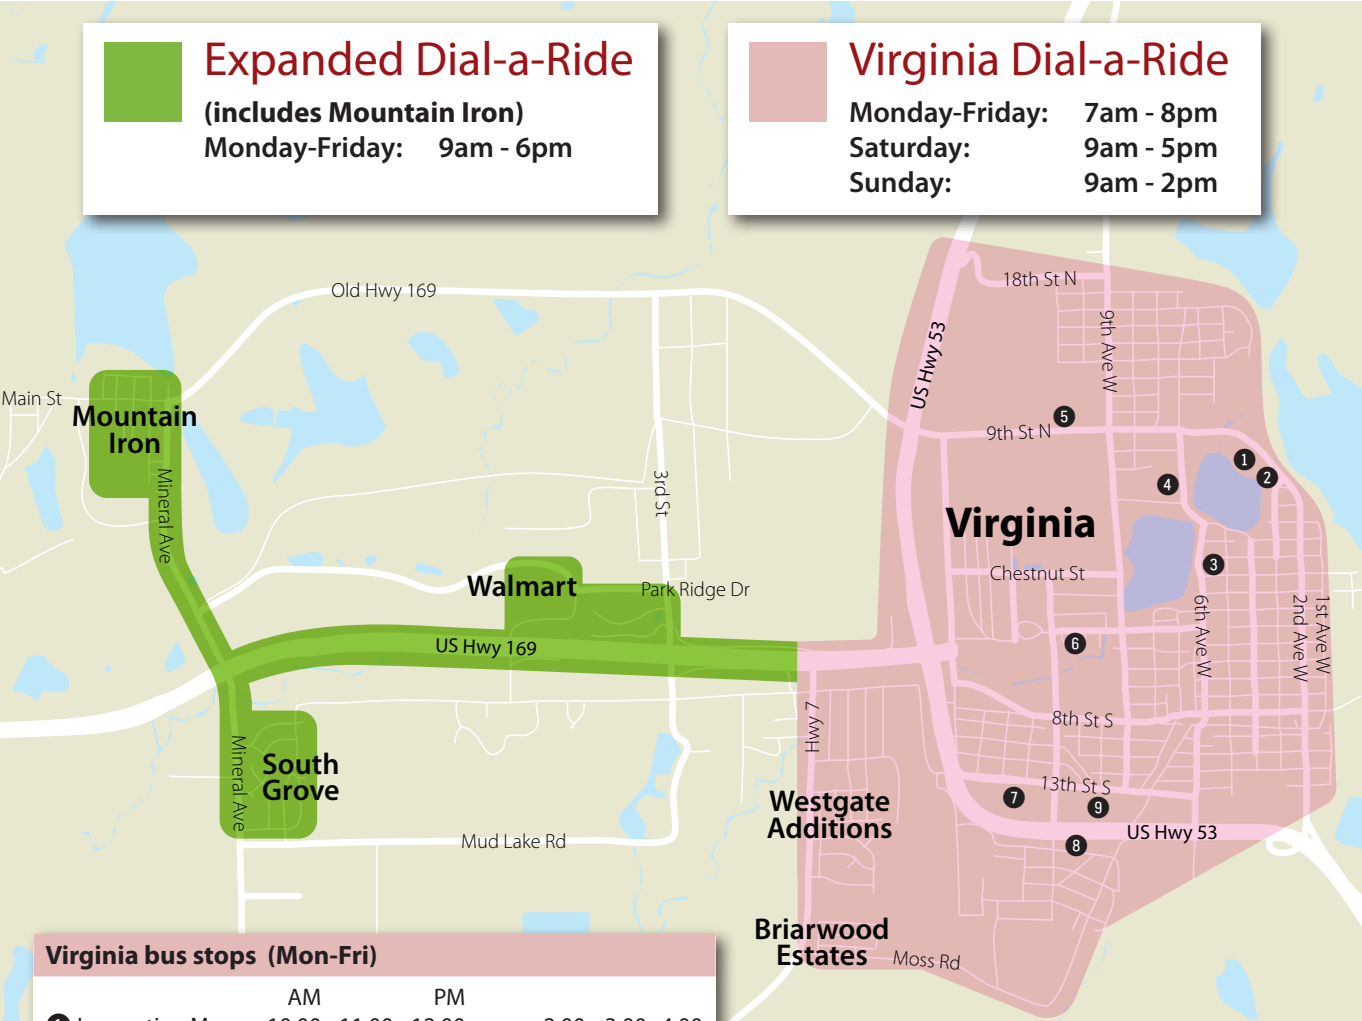 Expanded Dial-a-Ride
(includes Mountain Iron)
Monday-Friday: 9am - 6pm
Virginia Dial-a-Ride
Monday-Friday: 7am - 8pm
Saturday: 9am - 5pm
Sunday: 9am - 2pm
18th St N
Old Hwy 169
9th Ave W
US Hwy 53
Main St
Mountain
Iron
5
9th St N
1
2
4
Mineral Ave
3rd St
Virginia
3
Chestnut St
Walmart
Park Ridge Dr
6th Ave W
2nd Ave W
1st Ave W
US Hwy 169
6
Hwy 7
8th St S
Mineral Ave
South
Grove
13th St S
7
9
Westgate
Additions
US Hwy 53
Mud Lake Rd
8
Briarwood
Estates
Moss Rd
Virginia bus stops (Mon-Fri)
AM PM